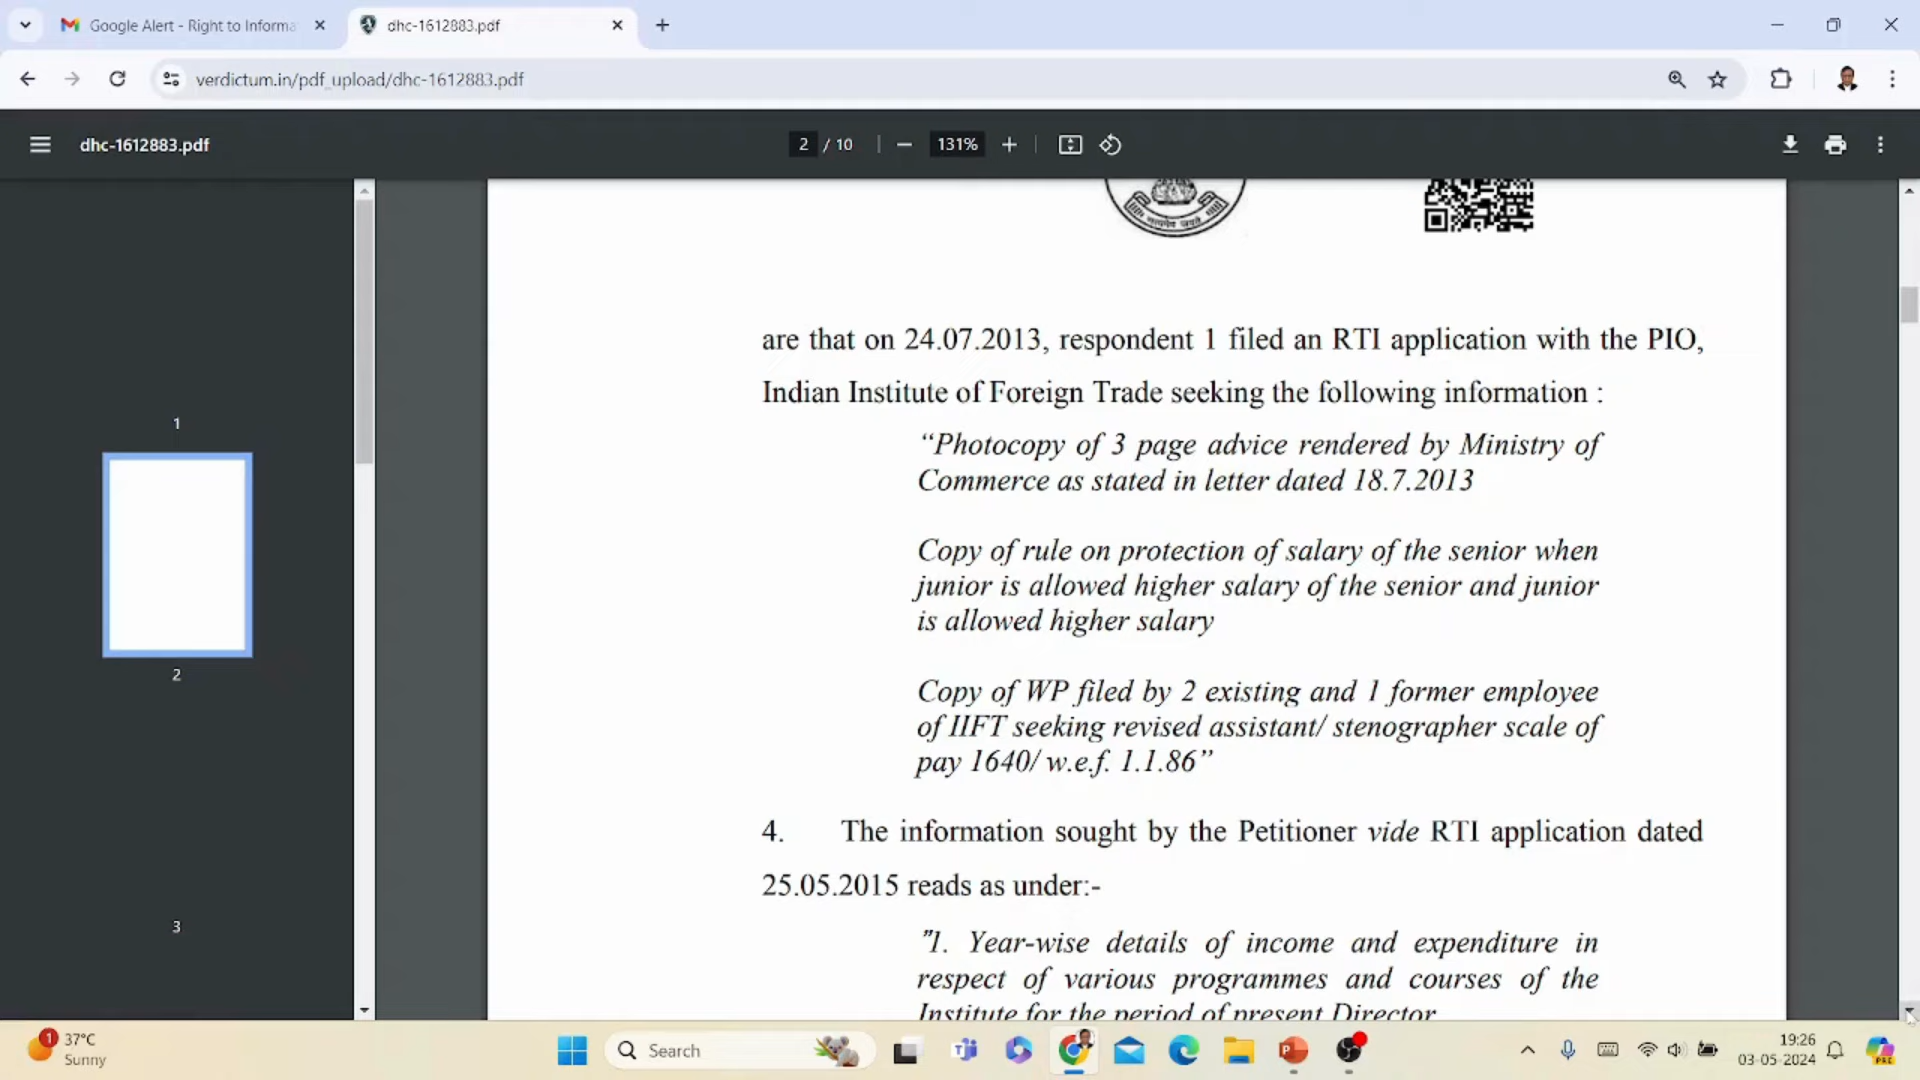 Google Alert - Right to Informa
dhc-1612883.pdf
verdictum.in/pdf_upload/dhc-1612883.pdf
dhc-1612883.pdf
2 / 10
131%
are that on 24.07.2013, respondent 1 filed an RTI application with the PIO,
Indian Institute of Foreign Trade seeking the following information :
“Photocopy of 3 page advice rendered by Ministry of
Commerce as stated in letter dated 18.7.2013
Copy of rule on protection of salary of the senior when
junior is allowed higher salary of the senior and junior
is allowed higher salary
Copy of WP filed by 2 existing and 1 former employee
of IIFT seeking revised assistant/ stenographer scale of
pay 1640/ w.e.f. 1.1.86”
4. The information sought by the Petitioner vide RTI application dated
25.05.2015 reads as under:-
"1. Year-wise details of income and expenditure in
respect of various programmes and courses of the
Institute for the period of present Director
1
2
3
1
37°C
Sunny
Search
19:26
03-05-2024
PRE